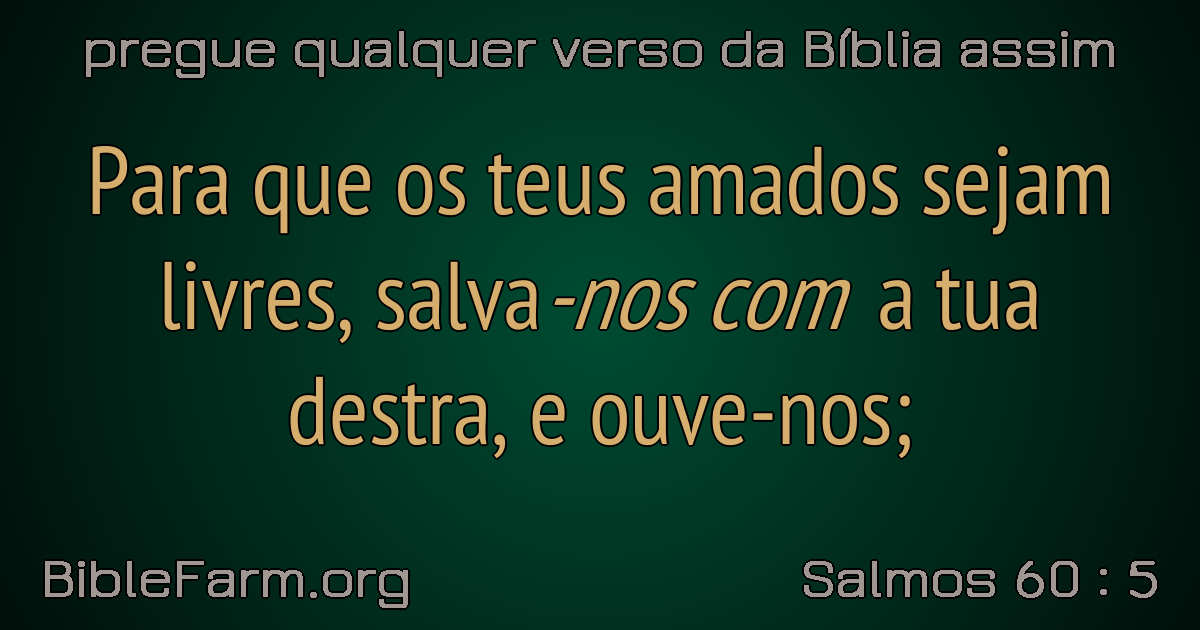 pregue qualquer verso da Bíblia assim
Para que os teus amados sejam
livres, salva-nos com a tua
destra, e ouve-nos;
BibleFarm.org
Salmos 60 : 5